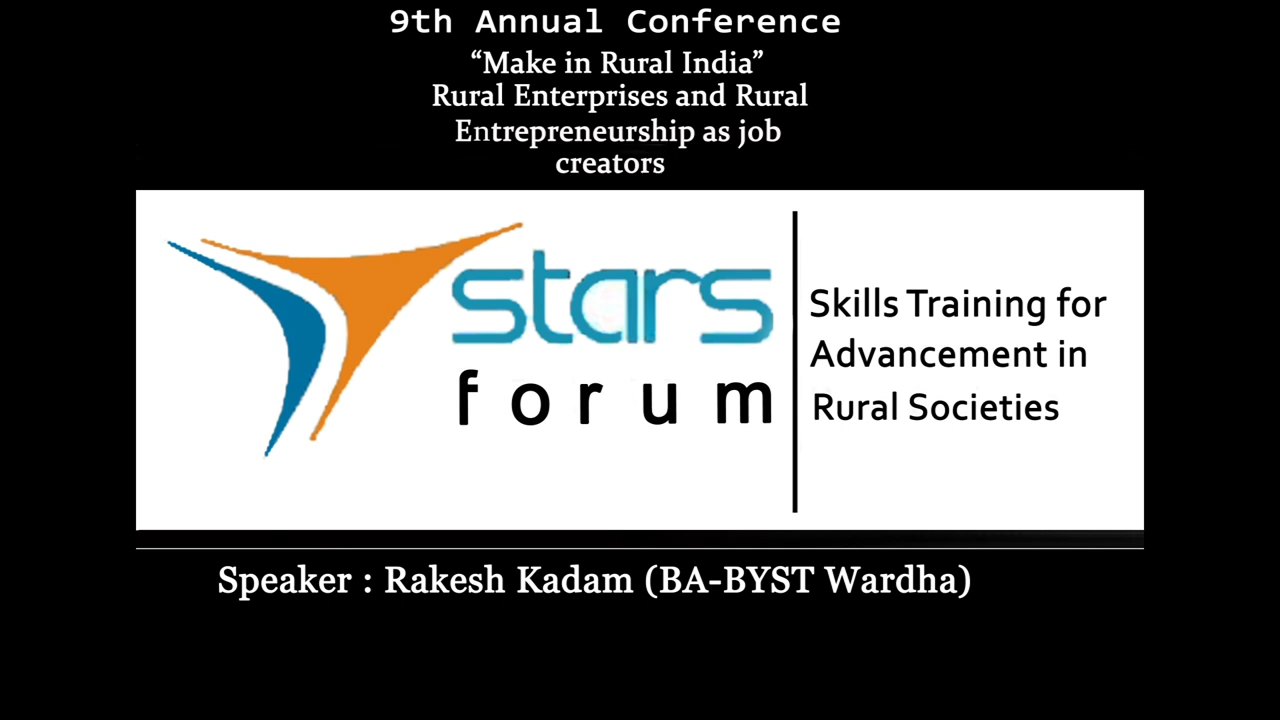 9th Annual Conference
“Make in Rural India”
Rural Enterprises and Rural
Entrepreneurship as job
creators
stars
forum
Skills Training for
Advancement in
Rural Societies
Speaker : Rakesh Kadam (BA-BYST Wardha)